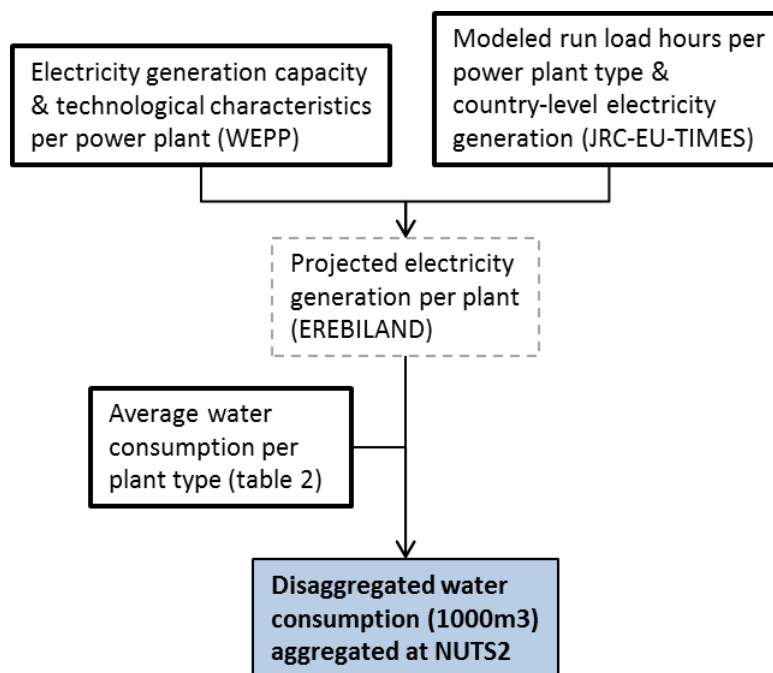 Electricity generation capacity
& technological characteristics
per power plant (WEPP)
Modeled run load hours per
power plant type &
country-level electricity
generation (JRC-EU-TIMES)
Projected electricity
generation per plant
(EREBILAND)
Average water
consumption per
plant type (table 2)
Disaggregated water
consumption (1000m3)
aggregated at NUTS2